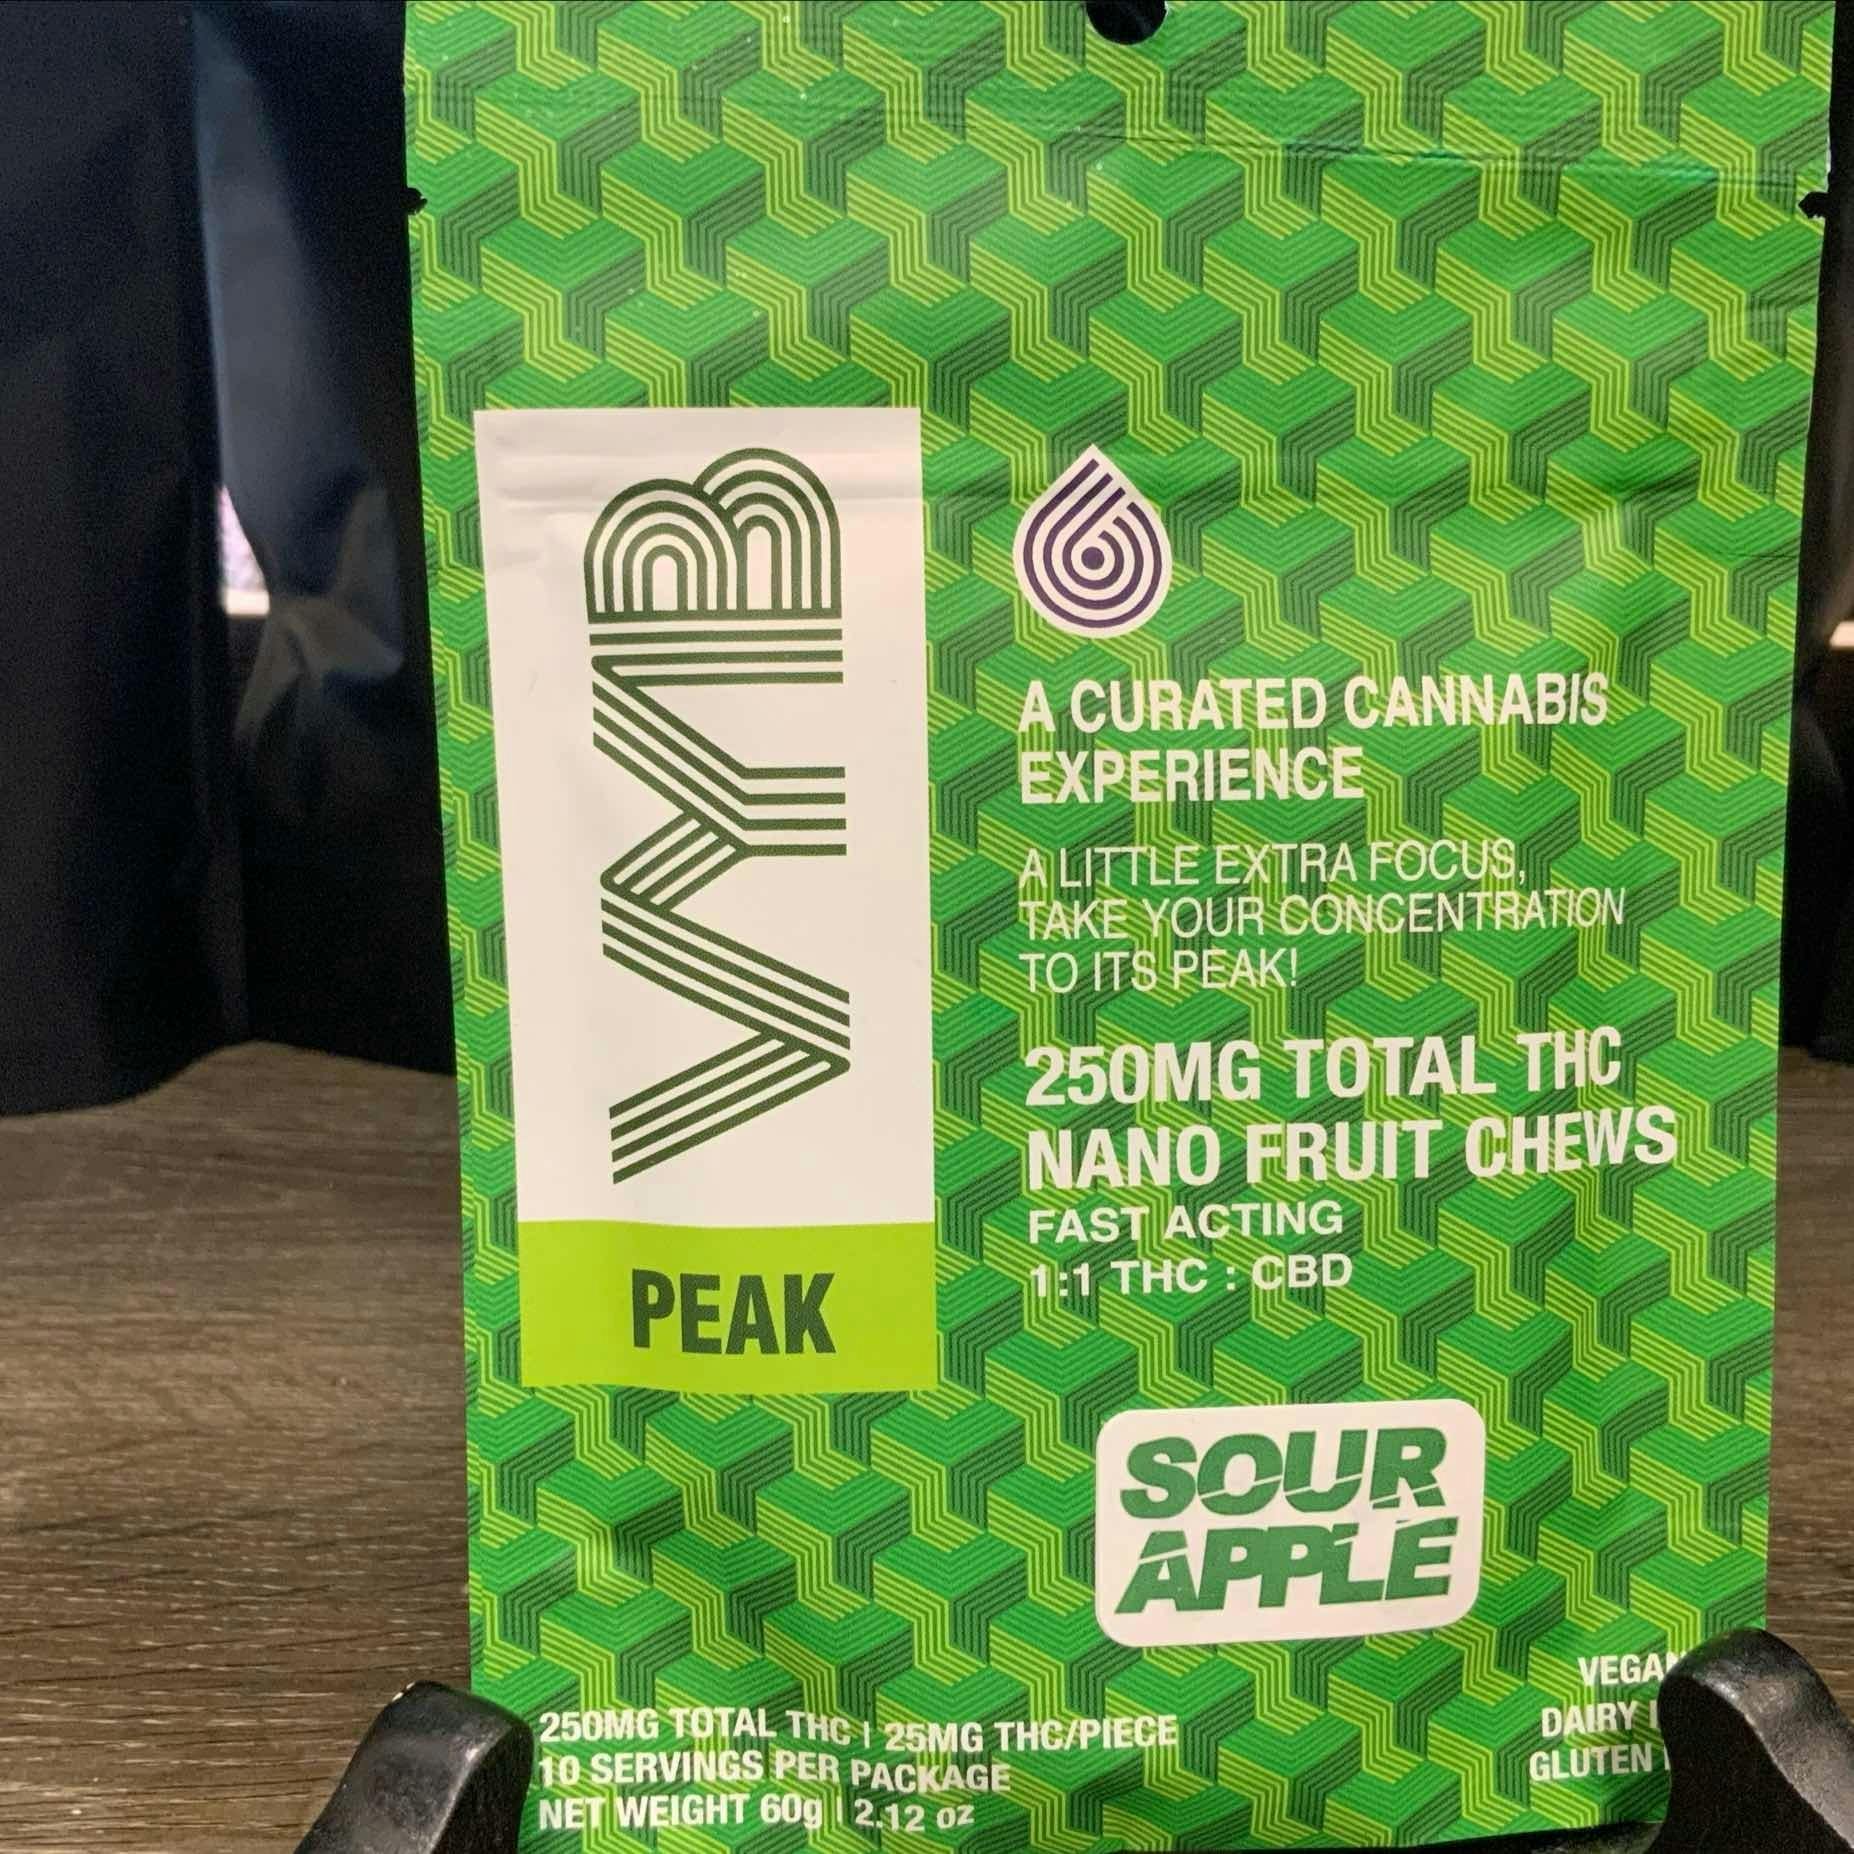 VYB
PEAK
A CURATED CANNABIS
EXPERIENCE
A LITTLE EXTRA FOCUS,
TAKE YOUR CONCENTRATION
TO ITS PEAK!
250MG TOTAL THC
NANO FRUIT CHEWS
FAST ACTING
1:1 THC : CBD
SOUR
APPLE
250MG TOTAL THC | 25MG THC/PIECE
10 SERVINGS PER PACKAGE
NET WEIGHT 60g | 2.12 oz
VEGAN
DAIRY
GLUTEN